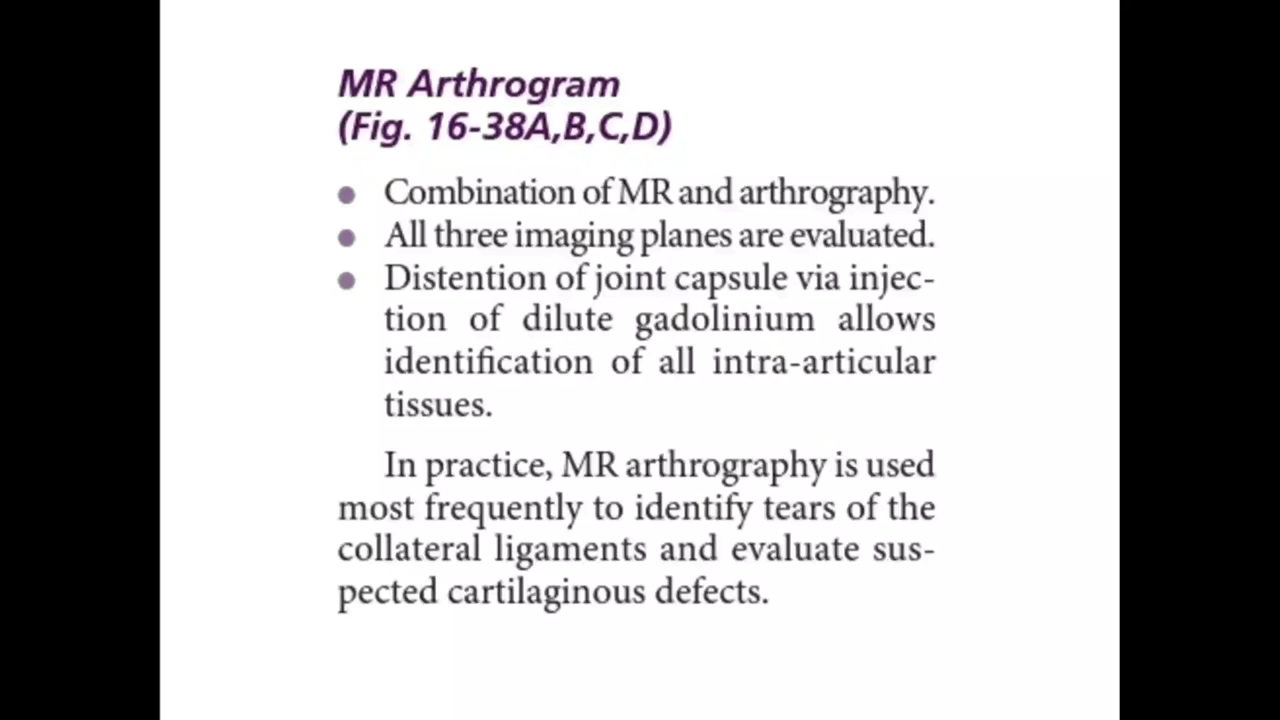 MR Arthrogram
(Fig. 16-38A,B,C,D)
● Combination of MR and arthrography.
● All three imaging planes are evaluated.
● Distention of joint capsule via injec-
tion of dilute gadolinium allows
identification of all intra-articular
tissues.
In practice, MR arthrography is used
most frequently to identify tears of the
collateral ligaments and evaluate sus-
pected cartilaginous defects.